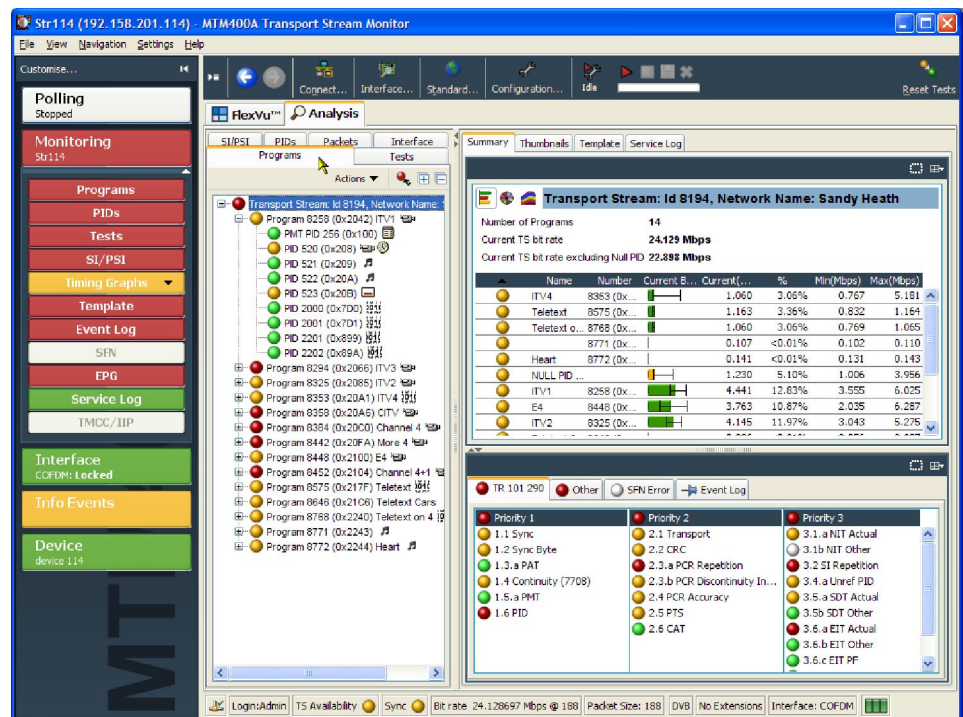 Str114 (192.158.201.114) - MTM400A Transport Stream Monitor
File View Navigation Settings Help
Customise...
Connect... Interface... Standard... Configuration... Idle Reset Tests
Polling
Stopped
FlexVu™ Analysis
Monitoring
Str114
Programs
PIDs
Tests
SI/PSI
Timing Graphs
Template
Event Log
SFN
EPG
Service Log
TMCC/IIP
Interface
COFDM: Locked
Info Events
Device
device 114
MT
SI/PSI PIDs Packets Interface
Programs Tests
Actions
Transport Stream: Id 8194, Network Name:
Program 8258 (0x2042) ITV1
PMT PID 256 (0x100)
PID 520 (0x208)
PID 521 (0x209)
PID 522 (0x20A)
PID 523 (0x20B)
PID 2000 (0x7D0)
PID 2001 (0x7D1)
PID 2201 (0x899)
PID 2202 (0x89A)
Program 8294 (0x2066) ITV3
Program 8325 (0x2085) ITV2
Program 8353 (0x20A1) ITV4
Program 8358 (0x20A6) CITV
Program 8384 (0x20C0) Channel 4
Program 8442 (0x20FA) More 4
Program 8448 (0x2100) E4
Program 8452 (0x2104) Channel 4+1
Program 8575 (0x217F) Teletext
Program 8646 (0x21C6) Teletext Cars
Program 8768 (0x2240) Teletext on 4
Program 8771 (0x2243)
Program 8772 (0x2244) Heart
Summary Thumbnails Template Service Log
Transport Stream: Id 8194, Network Name: Sandy Heath
Number of Programs 14
Current TS bit rate 24.129 Mbps
Current TS bit rate excluding Null PID 22.898 Mbps
Name Number Current B... Current(... % Min(Mbps) Max(Mbps)
ITV4 8353 (0x... 1.060 3.06% 0.767 5.181
Teletext 8575 (0x... 1.163 3.36% 0.832 1.164
Teletext o... 8768 (0x... 1.060 3.06% 0.769 1.065
8771 (0x... 0.107 <0.01% 0.102 0.110
Heart 8772 (0x... 0.141 <0.01% 0.131 0.143
NULL PID ... 1.230 5.10% 1.006 3.956
ITV1 8258 (0x... 4.441 12.83% 3.555 6.025
E4 8448 (0x... 3.763 10.87% 2.035 6.287
ITV2 8325 (0x... 4.145 11.97% 3.043 5.275
TR 101 290 Other SFN Error Event Log
Priority 1 Priority 2 Priority 3
1.1 Sync 2.1 Transport 3.1.a NIT Actual
1.2 Sync Byte 2.2 CRC 3.1b NIT Other
1.3.a PAT 2.3.a PCR Repetition 3.2 SI Repetition
1.4 Continuity (7708) 2.3.b PCR Discontinuity In... 3.4.a Unref PID
1.5.a PMT 2.4 PCR Accuracy 3.5.a SDT Actual
1.6 PID 2.5 PTS 3.5b SDT Other
2.6 CAT 3.6.a EIT Actual
3.6.b EIT Other
3.6.c EIT PF
Login:Admin TS Availability Sync Bit rate 24.128697 Mbps @ 188 Packet Size: 188 DVB No Extensions Interface: COFDM